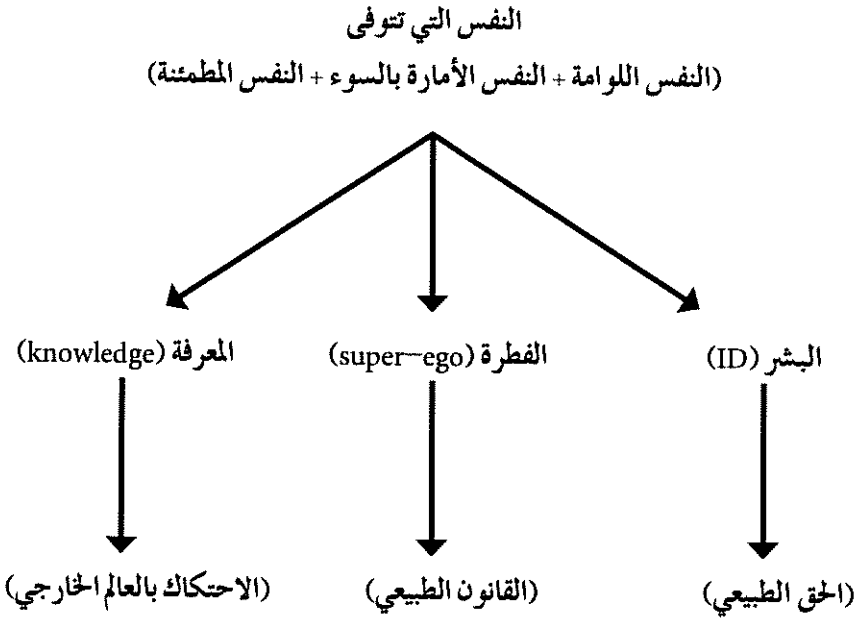 النفس التي تتوفى
(النفس اللوامة + النفس الأمارة بالسوء + النفس المطمئنة)
البشر (ID)
الفطرة (super-ego)
المعرفة (knowledge)
(الحق الطبيعي)
(القانون الطبيعي)
(الاحتكاك بالعالم الخارجي)